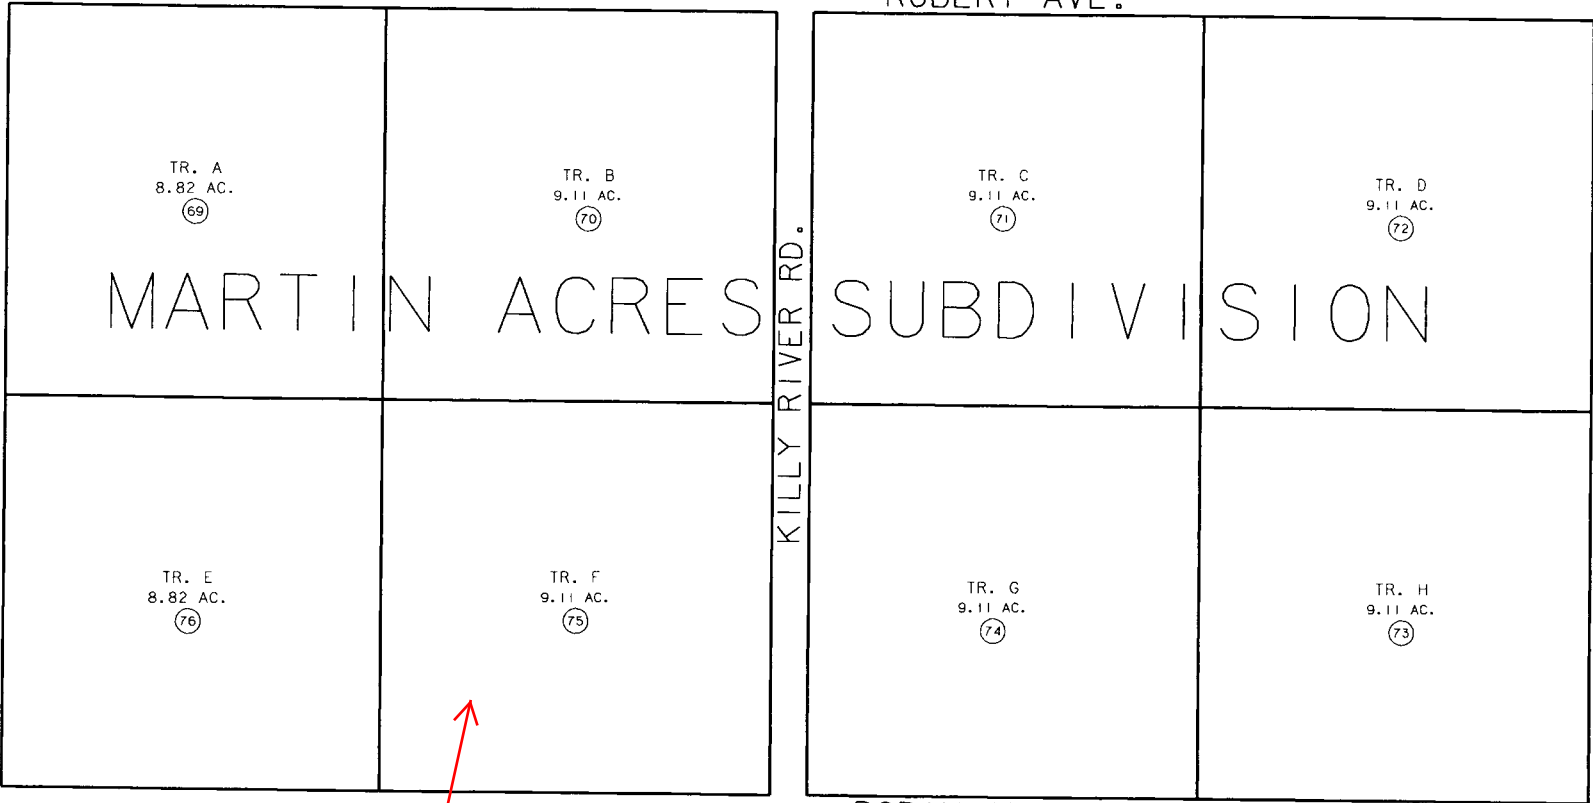 ROBERT AVE.
TR. A
8.82 AC.
69
TR. B
9.11 AC.
70
TR. C
9.11 AC.
71
TR. D
9.11 AC.
72
MARTIN ACRES SUBDIVISION
KILLY RIVER RD.
TR. E
8.82 AC.
76
TR. F
9.11 AC.
75
TR. G
9.11 AC.
74
TR. H
9.11 AC.
73